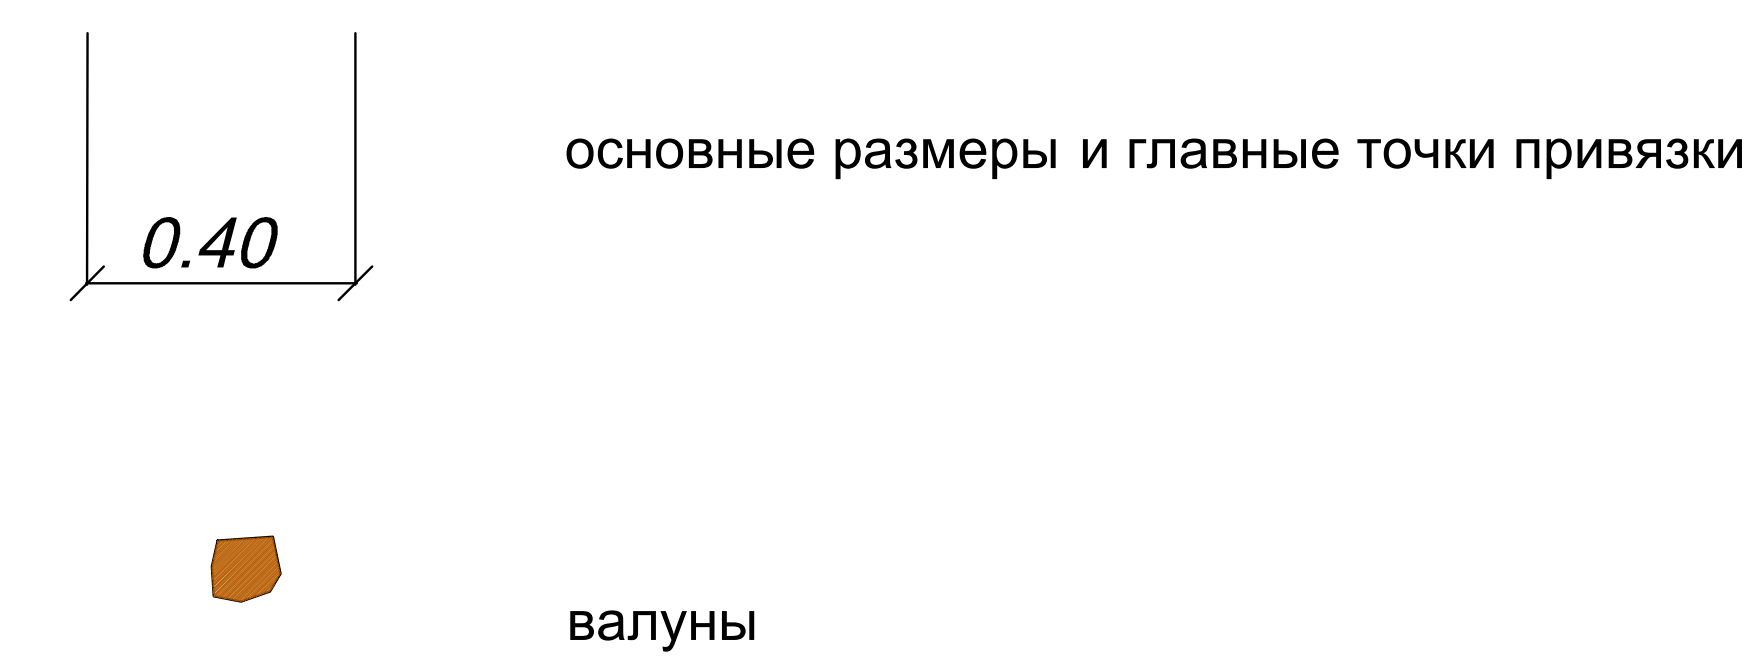 основные размеры и главные точки привязки
0.40
валуны